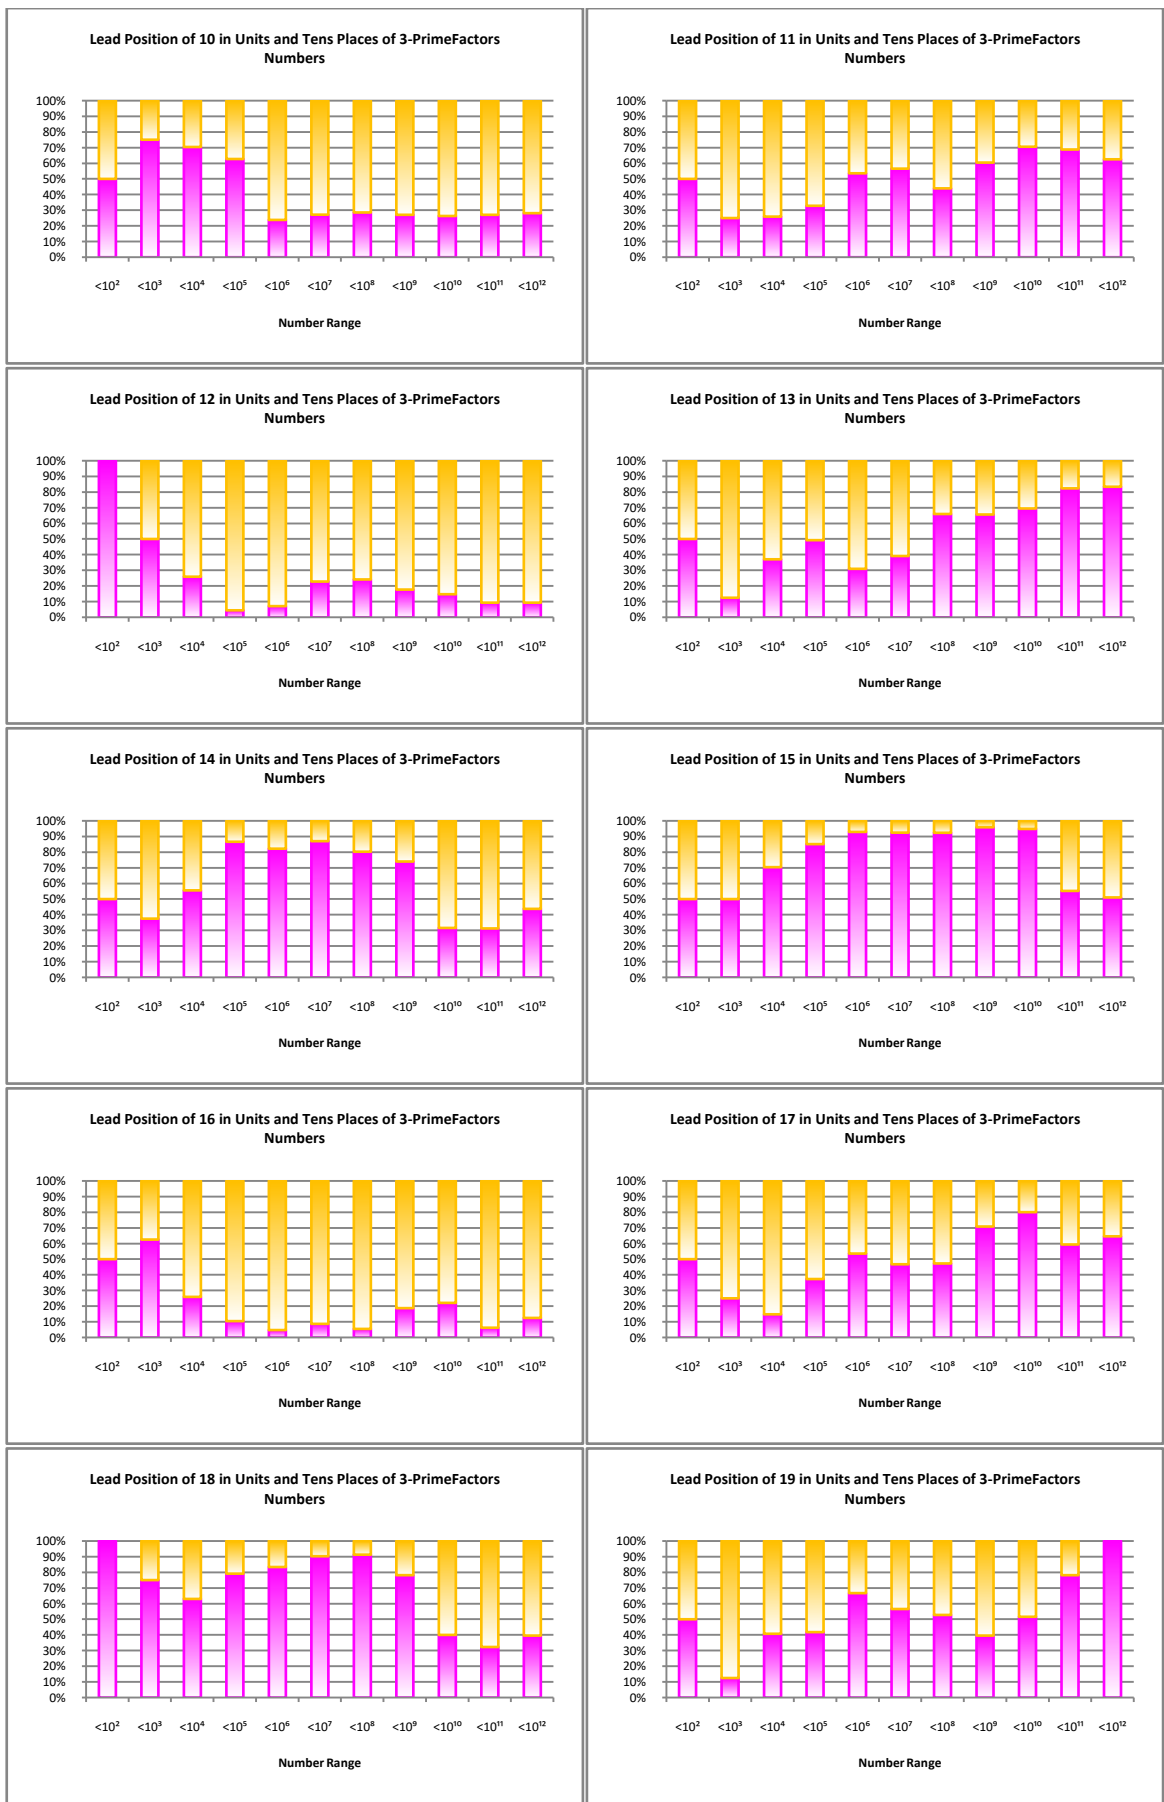 Lead Position of 10 in Units and Tens Places of 3-PrimeFactors
Numbers
100%
90%
80%
70%
60%
50%
40%
30%
20%
10%
0%
<10² <10³ <10⁴ <10⁵ <10⁶ <10⁷ <10⁸ <10⁹ <10¹⁰ <10¹¹ <10¹²
Number Range
Lead Position of 11 in Units and Tens Places of 3-PrimeFactors
Numbers
100%
90%
80%
70%
60%
50%
40%
30%
20%
10%
0%
<10² <10³ <10⁴ <10⁵ <10⁶ <10⁷ <10⁸ <10⁹ <10¹⁰ <10¹¹ <10¹²
Number Range
Lead Position of 12 in Units and Tens Places of 3-PrimeFactors
Numbers
100%
90%
80%
70%
60%
50%
40%
30%
20%
10%
0%
<10² <10³ <10⁴ <10⁵ <10⁶ <10⁷ <10⁸ <10⁹ <10¹⁰ <10¹¹ <10¹²
Number Range
Lead Position of 13 in Units and Tens Places of 3-PrimeFactors
Numbers
100%
90%
80%
70%
60%
50%
40%
30%
20%
10%
0%
<10² <10³ <10⁴ <10⁵ <10⁶ <10⁷ <10⁸ <10⁹ <10¹⁰ <10¹¹ <10¹²
Number Range
Lead Position of 14 in Units and Tens Places of 3-PrimeFactors
Numbers
100%
90%
80%
70%
60%
50%
40%
30%
20%
10%
0%
<10² <10³ <10⁴ <10⁵ <10⁶ <10⁷ <10⁸ <10⁹ <10¹⁰ <10¹¹ <10¹²
Number Range
Lead Position of 15 in Units and Tens Places of 3-PrimeFactors
Numbers
100%
90%
80%
70%
60%
50%
40%
30%
20%
10%
0%
<10² <10³ <10⁴ <10⁵ <10⁶ <10⁷ <10⁸ <10⁹ <10¹⁰ <10¹¹ <10¹²
Number Range
Lead Position of 16 in Units and Tens Places of 3-PrimeFactors
Numbers
100%
90%
80%
70%
60%
50%
40%
30%
20%
10%
0%
<10² <10³ <10⁴ <10⁵ <10⁶ <10⁷ <10⁸ <10⁹ <10¹⁰ <10¹¹ <10¹²
Number Range
Lead Position of 17 in Units and Tens Places of 3-PrimeFactors
Numbers
100%
90%
80%
70%
60%
50%
40%
30%
20%
10%
0%
<10² <10³ <10⁴ <10⁵ <10⁶ <10⁷ <10⁸ <10⁹ <10¹⁰ <10¹¹ <10¹²
Number Range
Lead Position of 18 in Units and Tens Places of 3-PrimeFactors
Numbers
100%
90%
80%
70%
60%
50%
40%
30%
20%
10%
0%
<10² <10³ <10⁴ <10⁵ <10⁶ <10⁷ <10⁸ <10⁹ <10¹⁰ <10¹¹ <10¹²
Number Range
Lead Position of 19 in Units and Tens Places of 3-PrimeFactors
Numbers
100%
90%
80%
70%
60%
50%
40%
30%
20%
10%
0%
<10² <10³ <10⁴ <10⁵ <10⁶ <10⁷ <10⁸ <10⁹ <10¹⁰ <10¹¹ <10¹²
Number Range